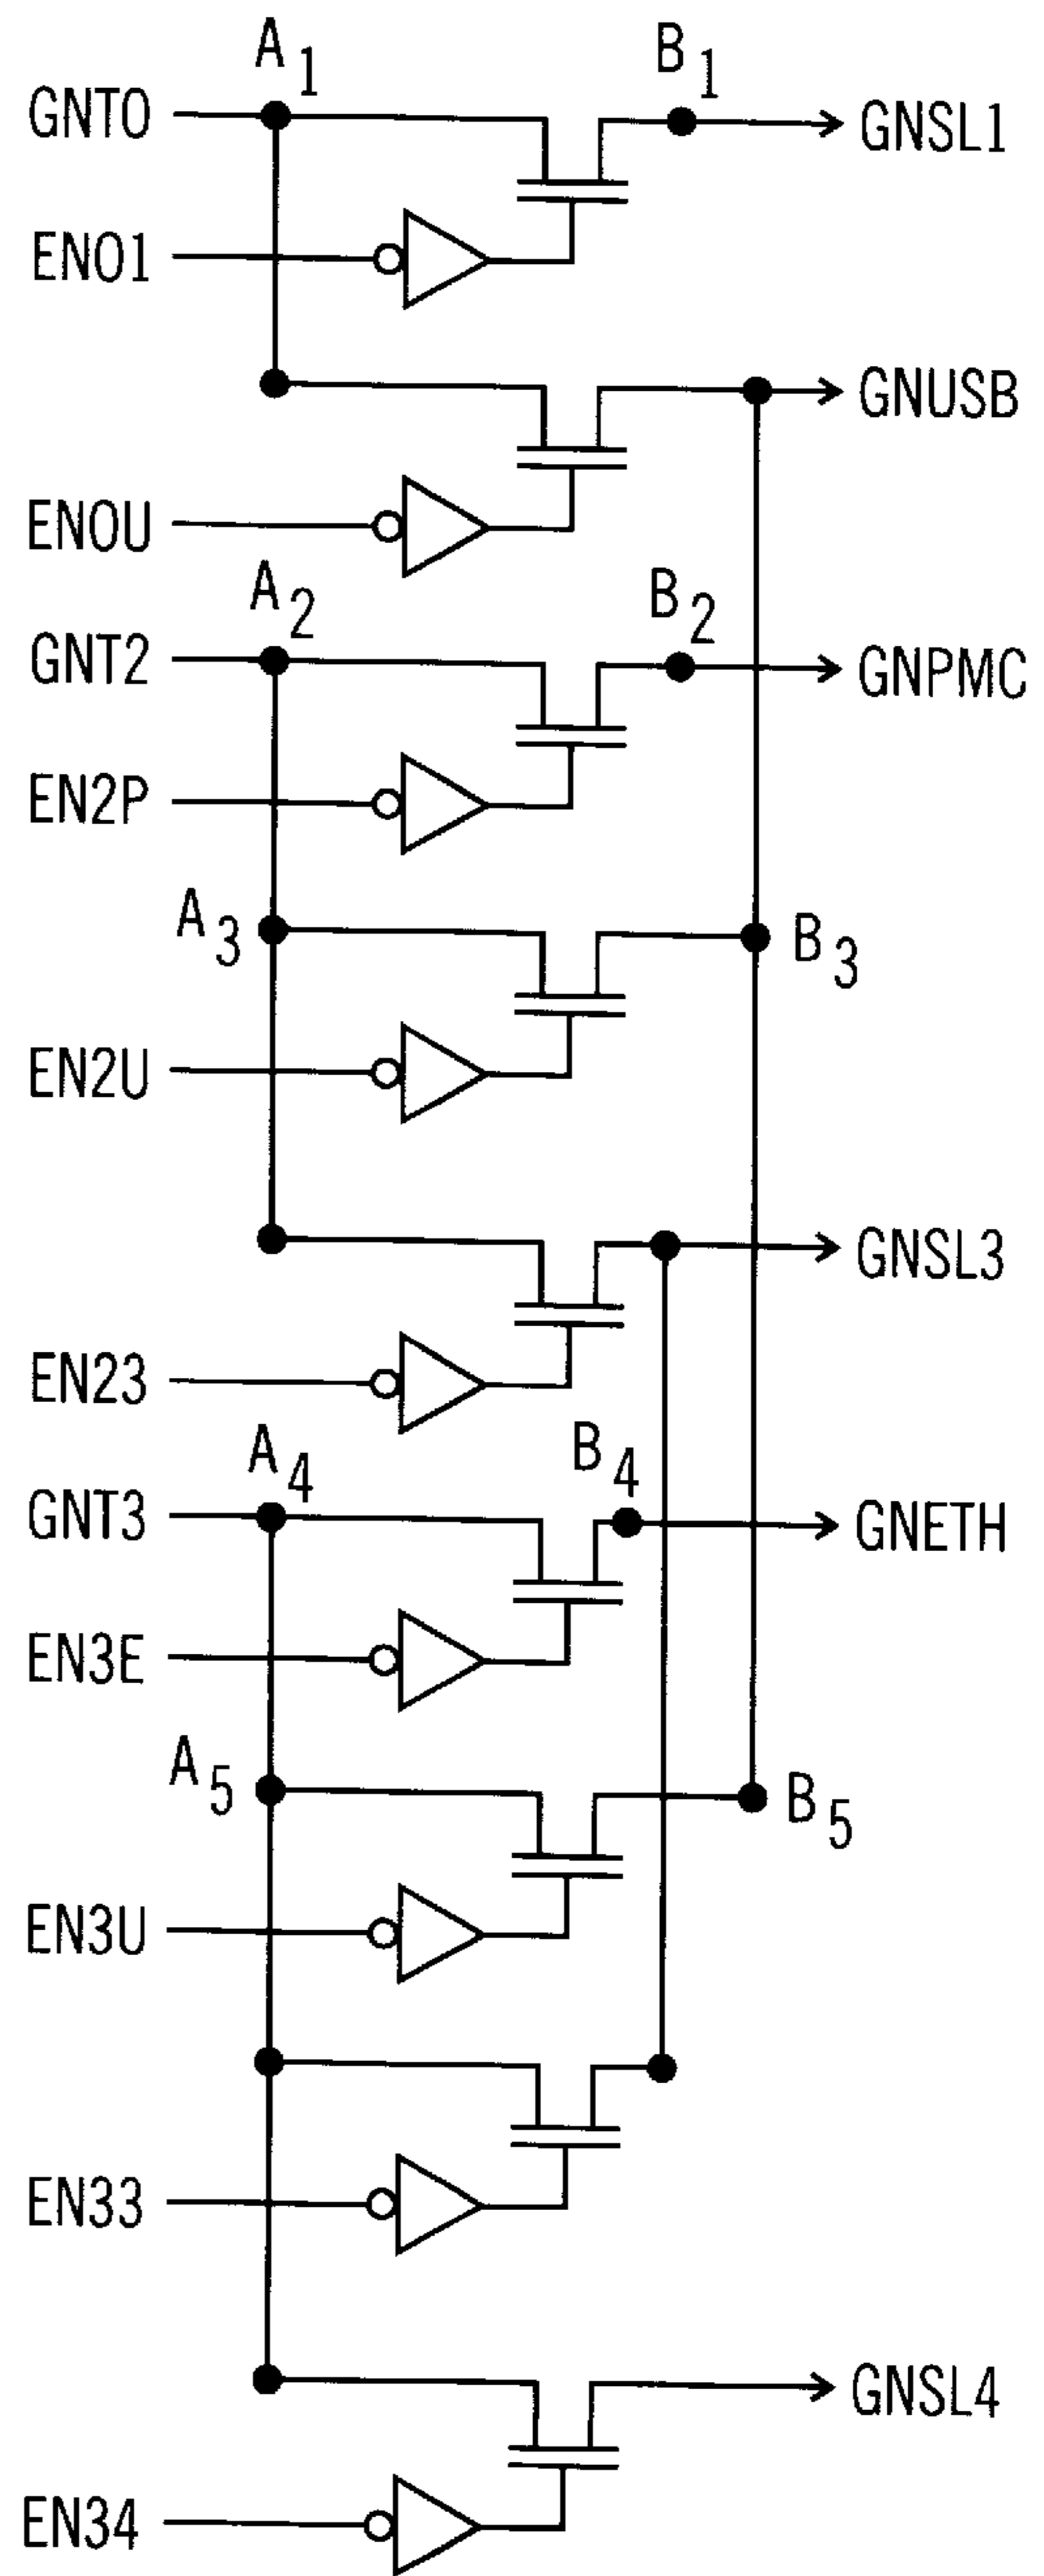 A1
B1
GNT0
GNSL1
EN01
GNUSB
EN0U
A2
B2
GNT2
GNPMC
EN2P
A3
B3
EN2U
GNSL3
EN23
A4
B4
GNT3
GNETH
EN3E
A5
B5
EN3U
EN33
GNSL4
EN34